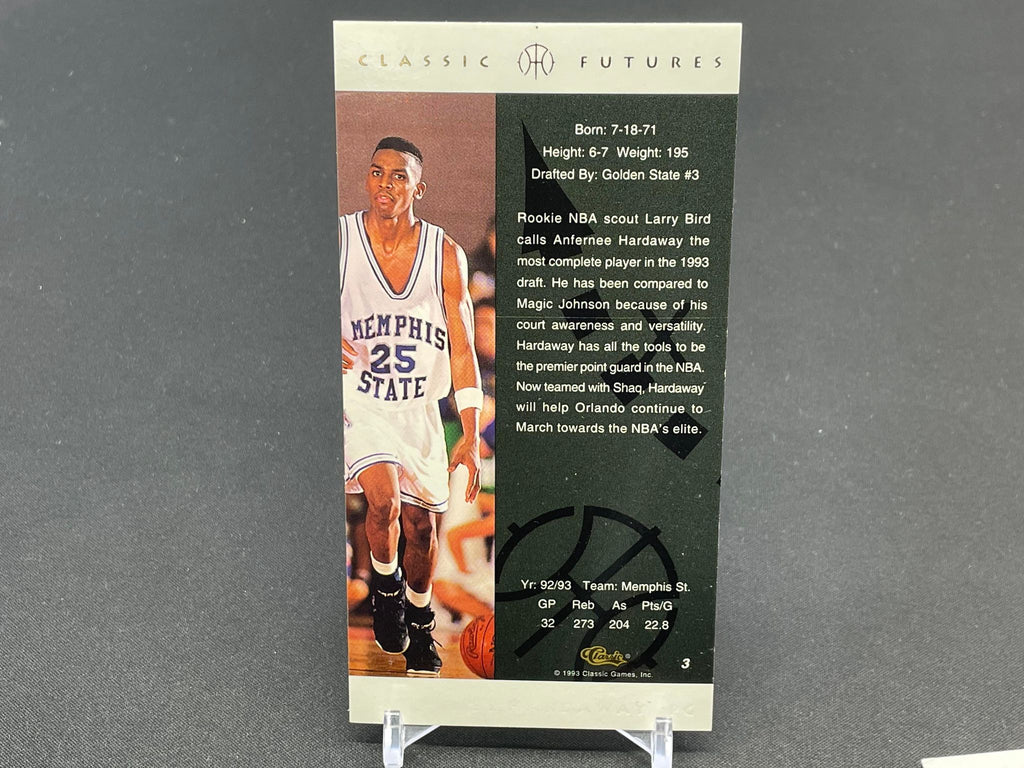 CLASSIC FUTURES
Born: 7-18-71
Height: 6-7 Weight: 195
Drafted By: Golden State #3
Rookie NBA scout Larry Bird
calls Anfernee Hardaway the
most complete player in the 1993
draft. He has been compared to
Magic Johnson because of his
court awareness and versatility.
Hardaway has all the tools to be
the premier point guard in the NBA.
Now teamed with Shaq, Hardaway
will help Orlando continue to
March towards the NBA's elite.
MEMPHIS
25
STATE
Yr: 92/93 Team: Memphis St.
GP Reb As Pts/G
32 273 204 22.8
Classic®
3
© 1993 Classic Games, Inc.